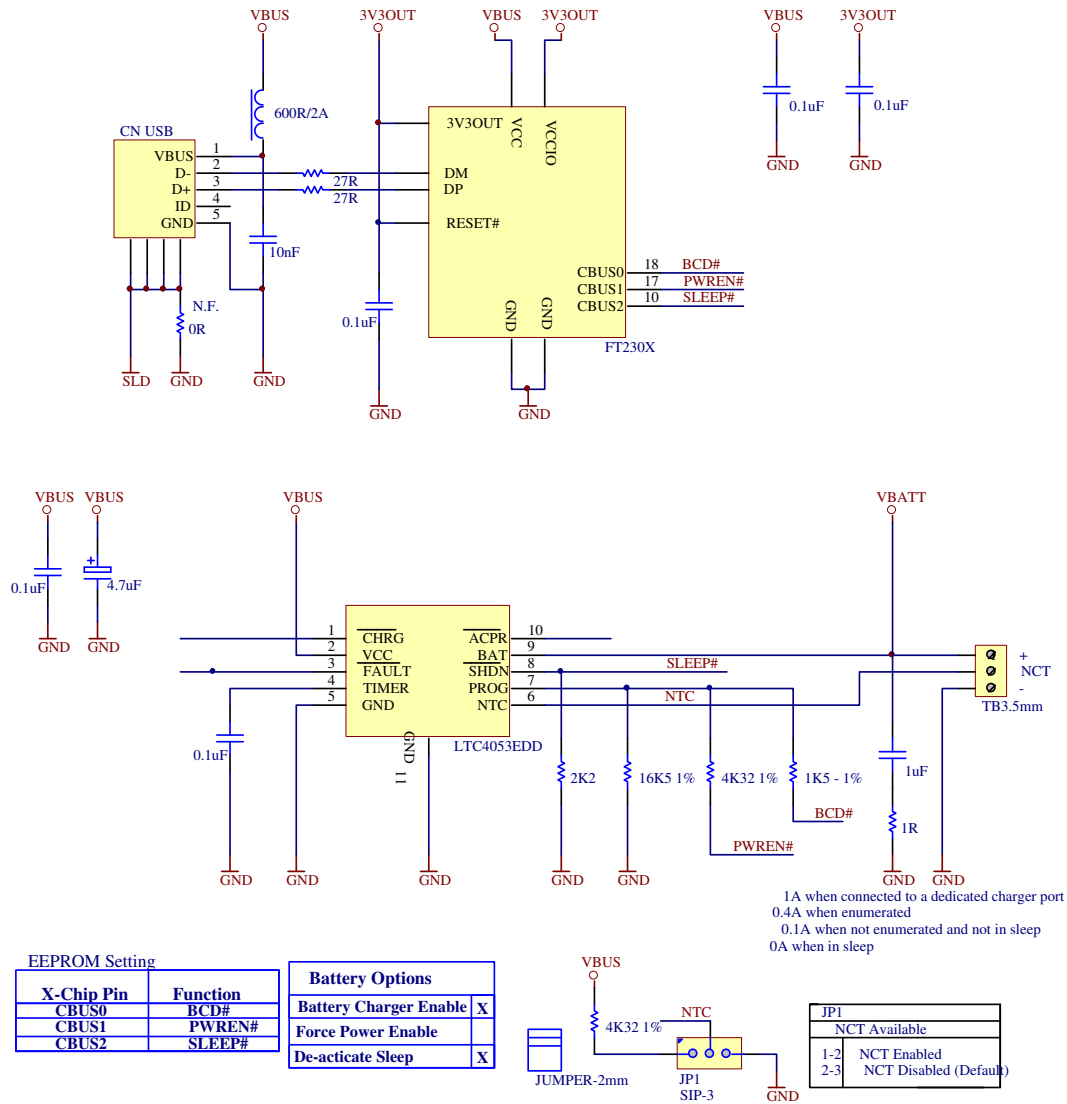 VBUS 3V3OUT VBUS 3V3OUT VBUS 3V3OUT
600R/2A
0.1uF 0.1uF
GND GND
CN USB
VBUS 1
D- 2
D+ 3
ID 4
GND 5
27R
27R
10nF
N.F.
0R
SLD GND GND
0.1uF
GND
3V3OUT
VCC
VCCIO
DM
DP
RESET#
CBUS0 18 BCD#
CBUS1 17 PWREN#
CBUS2 10 SLEEP#
GND
GND
FT230X
GND
VBUS VBUS VBUS VBATT
0.1uF 4.7uF
GND GND
1 CHRG
2 VCC
3 FAULT
4 TIMER
5 GND
ACPR 10
BAT 9
SHDN 8 SLEEP#
PROG 7
NTC 6 NTC
GND 11
LTC4053EDD
+
NCT
-
TB3.5mm
0.1uF
2K2 16K5 1% 4K32 1% 1K5 - 1% 1uF
BCD#
1R
PWREN#
GND GND GND GND GND GND GND
1A when connected to a dedicated charger port
0.4A when enumerated
0.1A when not enumerated and not in sleep
0A when in sleep
EEPROM Setting
X-Chip Pin Function
CBUS0 BCD#
CBUS1 PWREN#
CBUS2 SLEEP#
Battery Options
Battery Charger Enable X
Force Power Enable
De-acticate Sleep X
JUMPER-2mm
VBUS
4K32 1%
NTC
JP1
SIP-3
GND
JP1
NCT Available
1-2 NCT Enabled
2-3 NCT Disabled (Default)